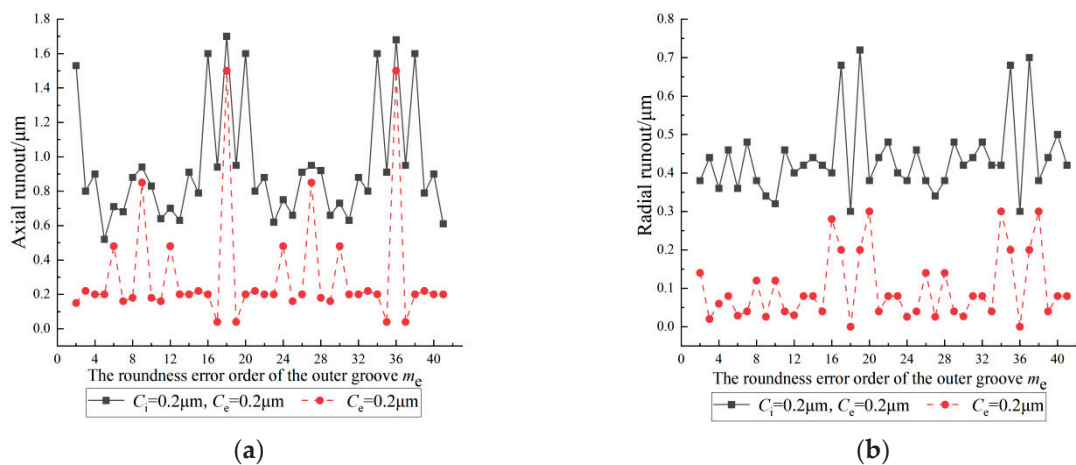 1.8
1.6
1.4
1.2
1.0
0.8
0.6
0.4
0.2
0.0
Axial runout/μm
0 4 8 12 16 20 24 28 32 36 40
The roundness error order of the outer groove me
Ci=0.2μm, Ce=0.2μm Ce=0.2μm
(a)
0.8
0.7
0.6
0.5
0.4
0.3
0.2
0.1
0.0
Radial runout/μm
0 4 8 12 16 20 24 28 32 36 40
The roundness error order of the outer groove me
Ci=0.2μm, Ce=0.2μm Ce=0.2μm
(b)